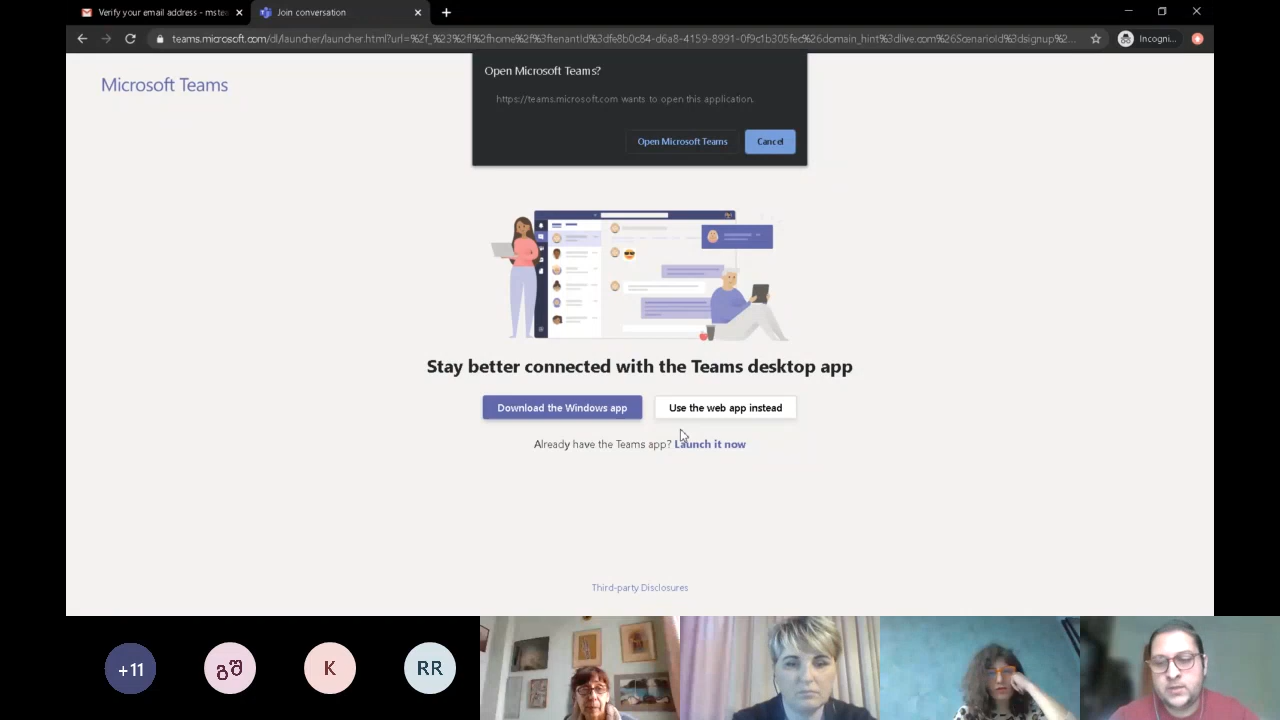 Verify your email address - mste
Join conversation
teams.microsoft.com/dl/launcher/launcher.html?url=%2f_%23%2fl%2fhome%2f%3ftenantId%3dfe8b0c84-d6a8-4159-8991-0f9c1b305fec%26domain_hint%3dlive.com%26ScenarioId%3dsignup%2...
Incogni...
Microsoft Teams
Open Microsoft Teams?
https://teams.microsoft.com wants to open this application.
Open Microsoft Teams
Cancel
Stay better connected with the Teams desktop app
Download the Windows app
Use the web app instead
Already have the Teams app? Launch it now
Third-party Disclosures
+11
გშ
K
RR